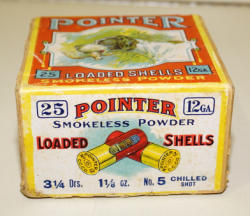 POINTER
SMOKELESS POWDER
25 LOADED SHELLS 12GA
25 POINTER 12GA
SMOKELESS POWDER
LOADED SHELLS
3¼ Drs. 1⅛ oz. No. 5 CHILLED
SHOT